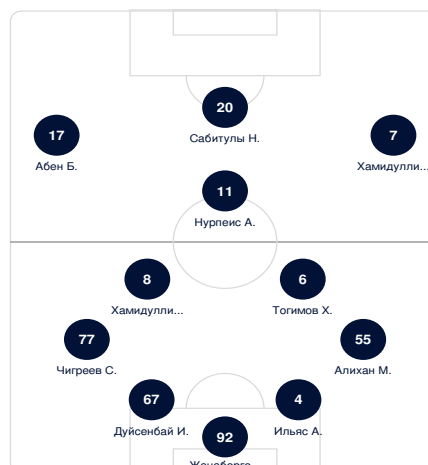 20
Сабитулы Н.
17
7
Абен Б.
Хамидулли...
11
Нурпеис А.
8
6
Хамидулли...
Тогимов Х.
77
55
Чигреев С.
Алихан М.
67
4
Дуйсенбай И.
Ильяс А.
92